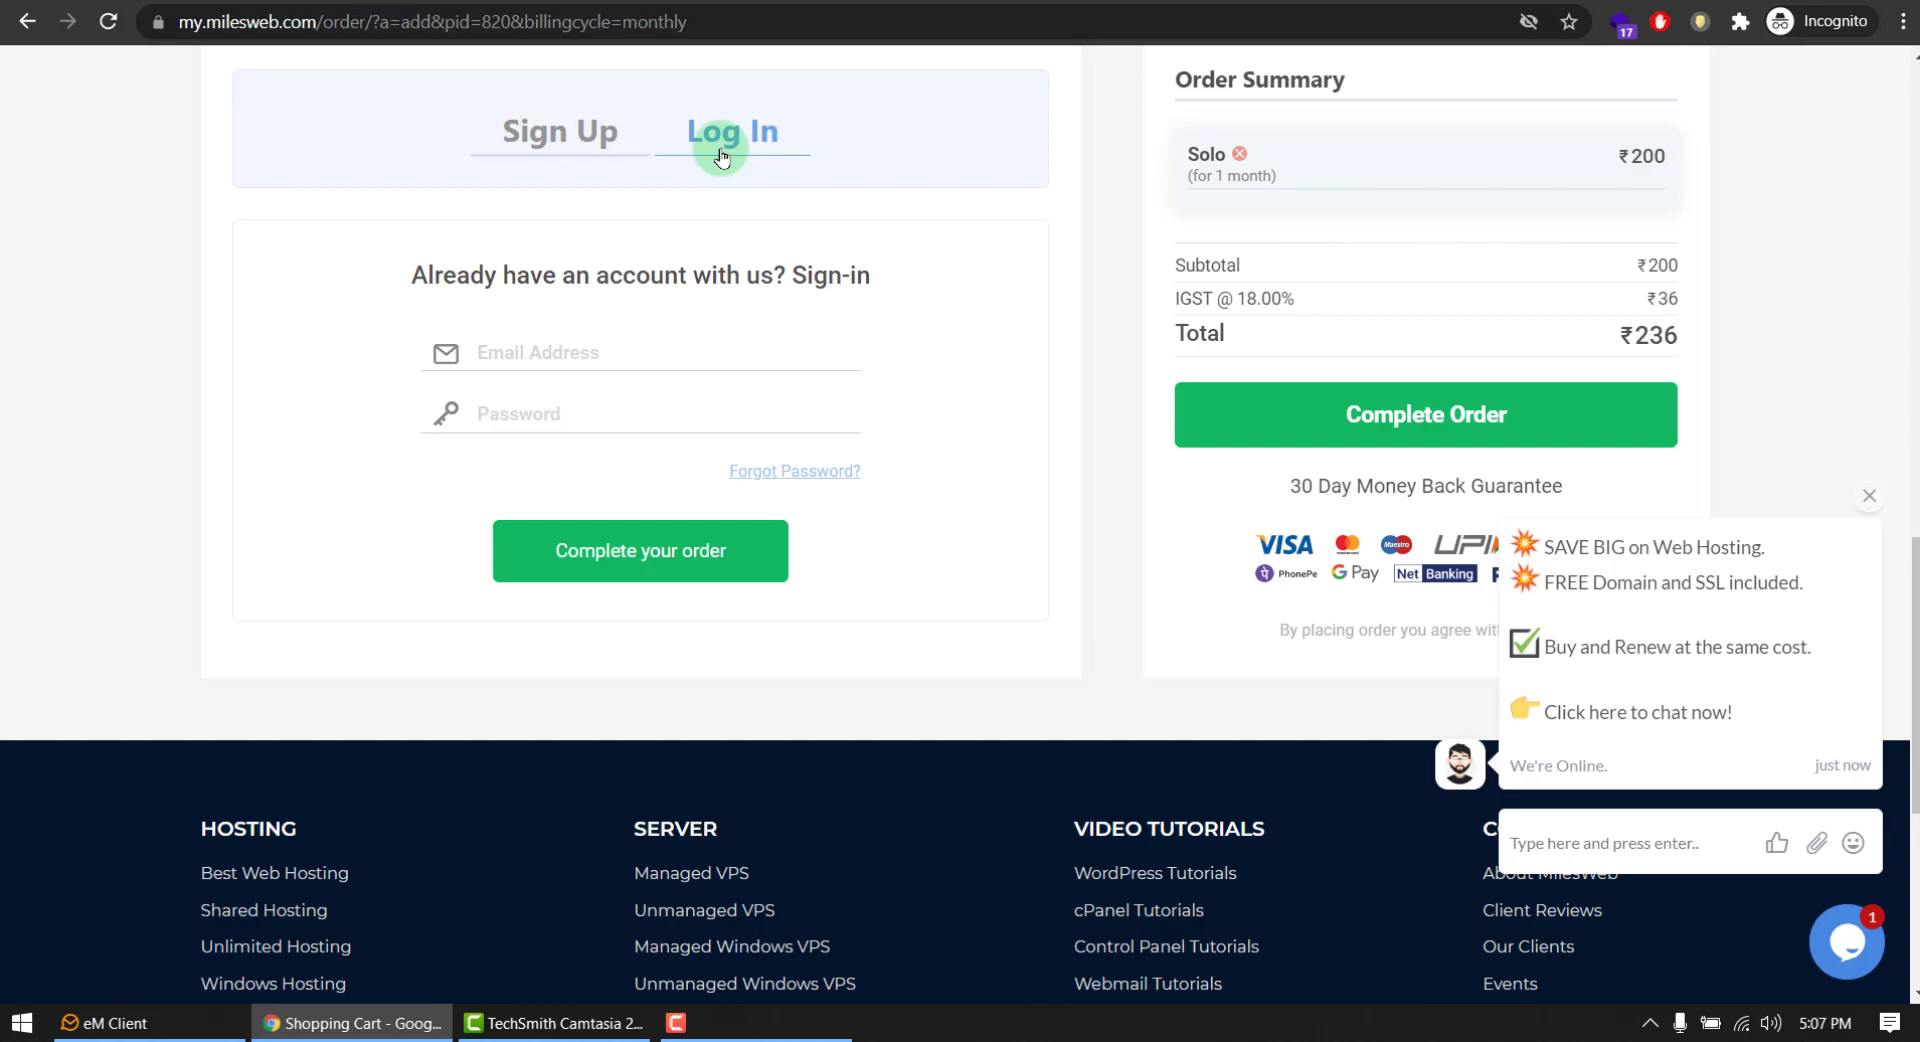 my.milesweb.com/order/?a=add&pid=820&billingcycle=monthly
17
Incognito
Sign Up
Log In
Already have an account with us? Sign-in
Email Address
Password
Forgot Password?
Complete your order
Order Summary
Solo
₹200
(for 1 month)
Subtotal
₹200
IGST @ 18.00%
₹36
Total
₹236
Complete Order
30 Day Money Back Guarantee
VISA
Maestro
UPI
PhonePe
G Pay
Net Banking
By placing order you agree
SAVE BIG on Web Hosting.
FREE Domain and SSL included.
Buy and Renew at the same cost.
Click here to chat now!
We're Online.
just now
Type here and press enter..
1
HOSTING
Best Web Hosting
Shared Hosting
Unlimited Hosting
Windows Hosting
SERVER
Managed VPS
Unmanaged VPS
Managed Windows VPS
Unmanaged Windows VPS
VIDEO TUTORIALS
WordPress Tutorials
cPanel Tutorials
Control Panel Tutorials
Webmail Tutorials
About MilesWeb
Client Reviews
Our Clients
Events
eM Client
Shopping Cart - Goog...
TechSmith Camtasia 2...
5:07 PM